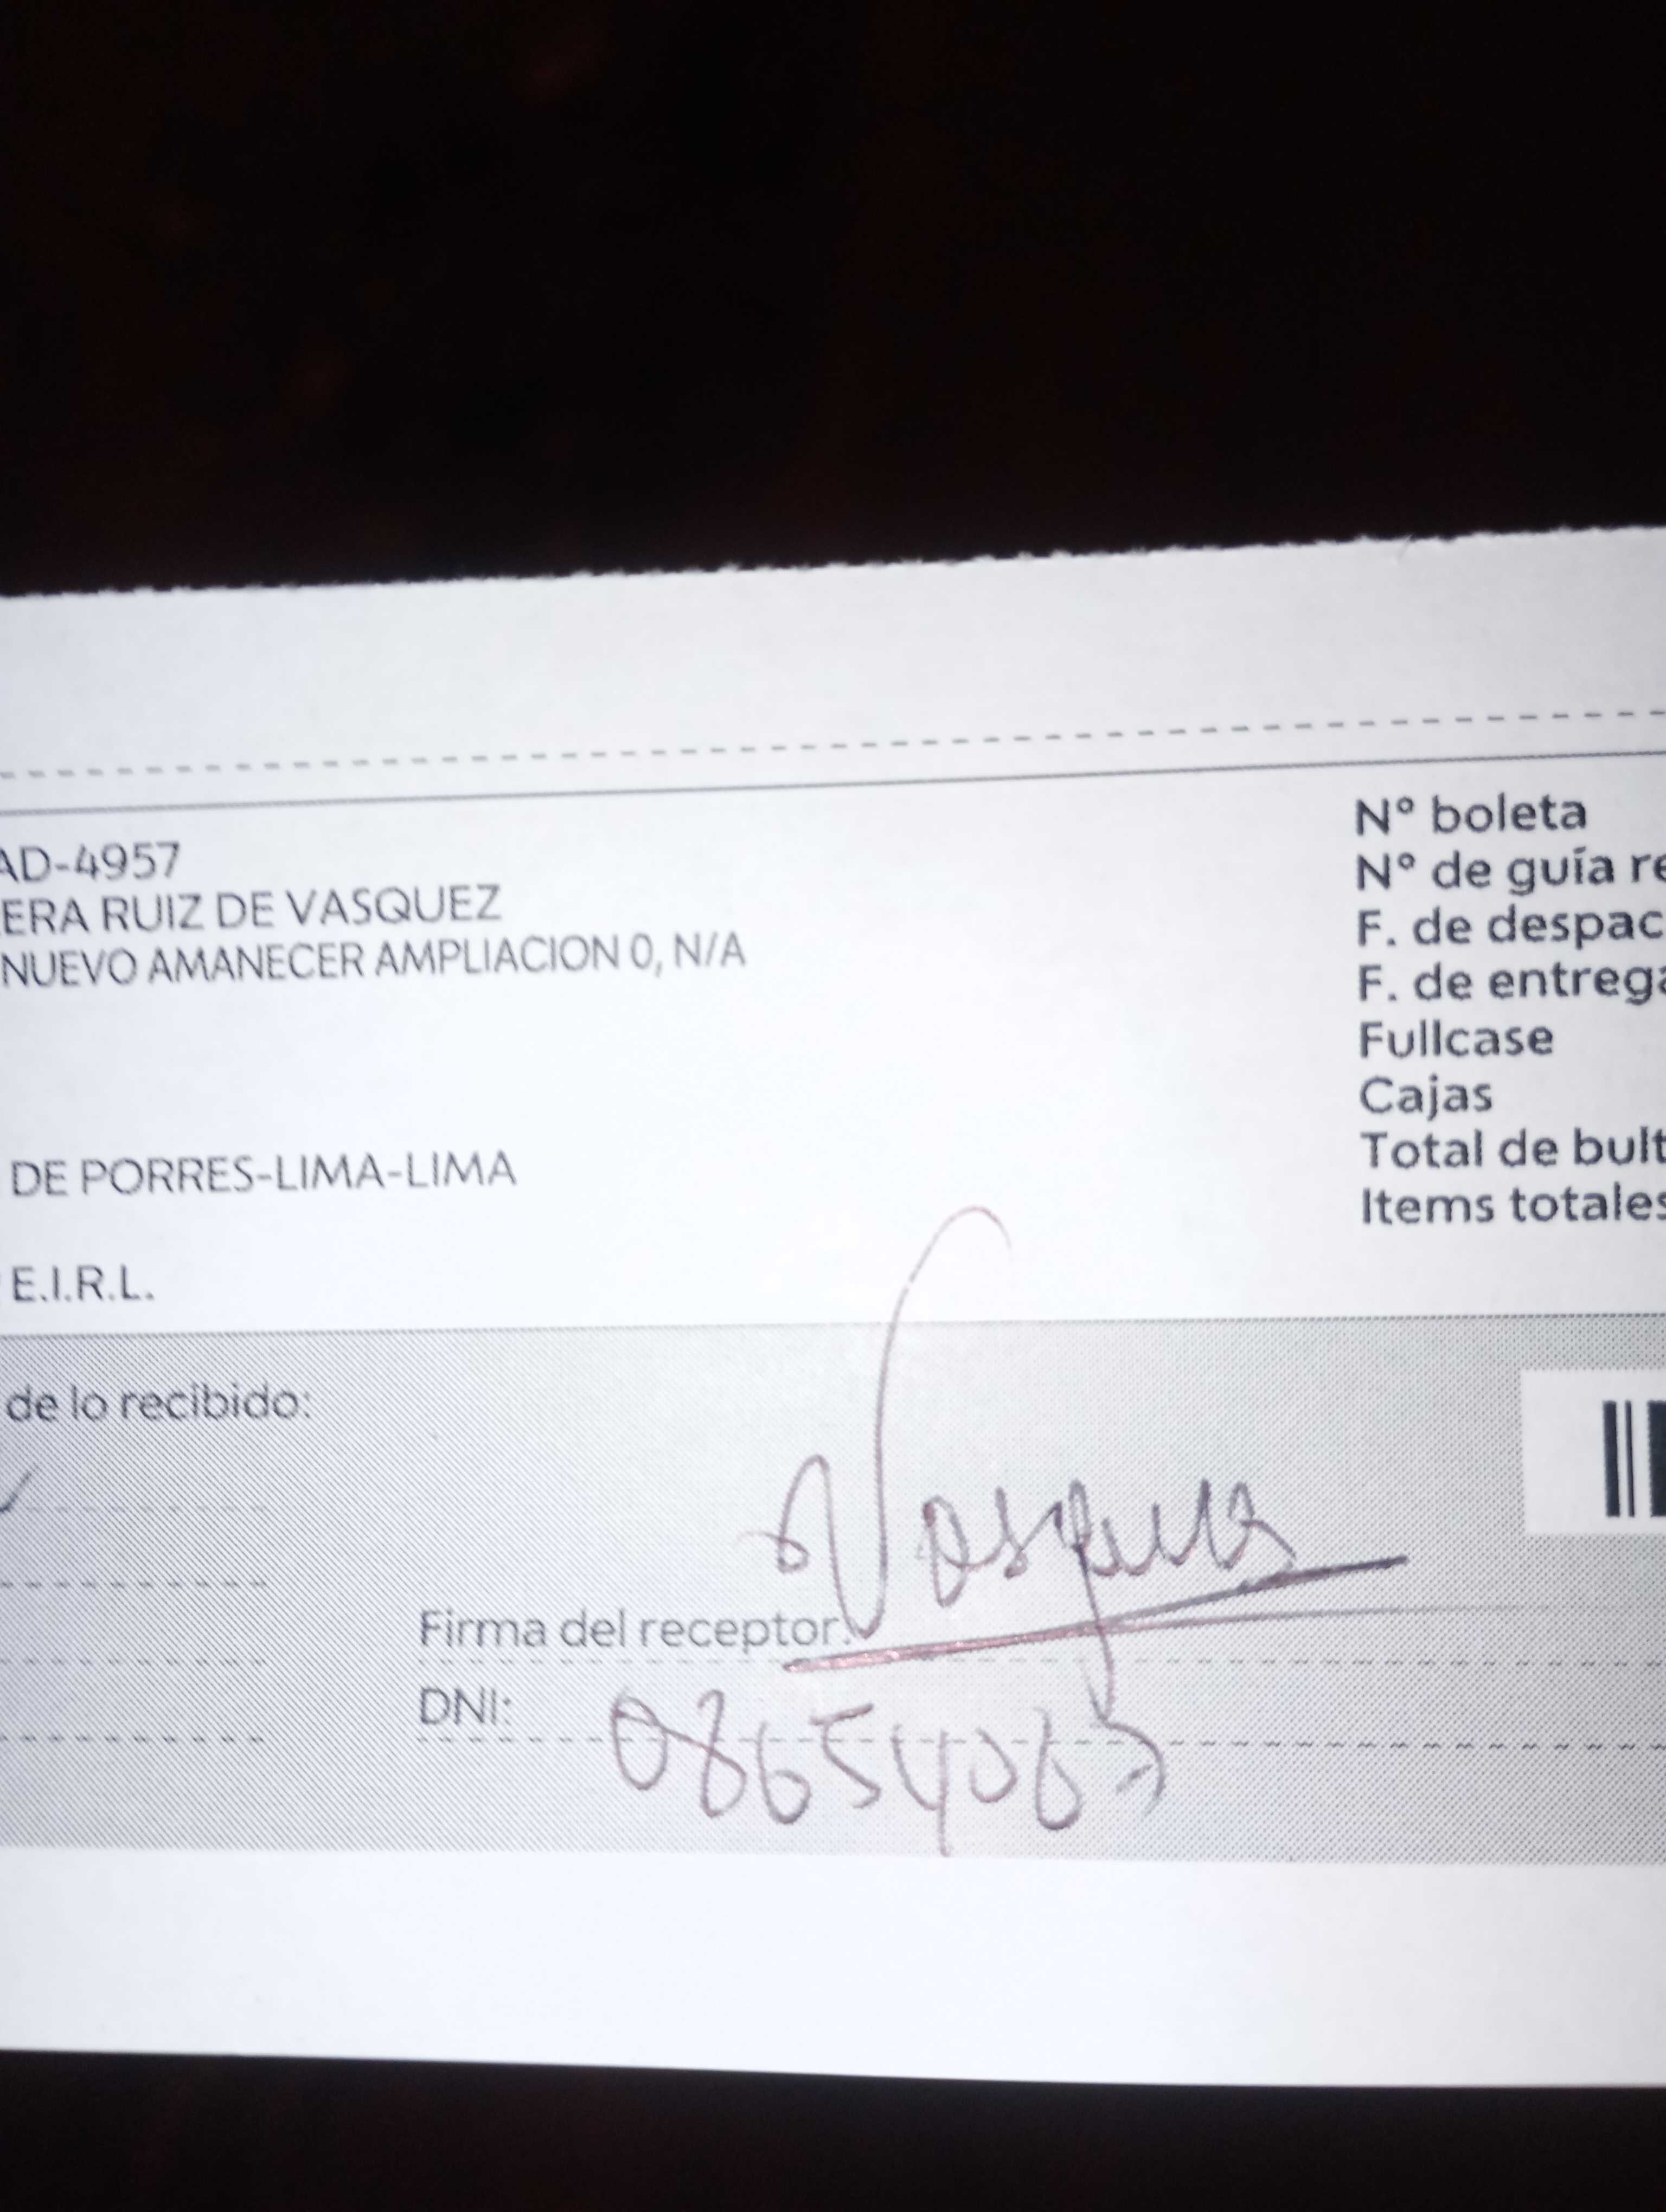 AD-4957
ERA RUIZ DE VASQUEZ
NUEVO AMANECER AMPLIACION 0, N/A
DE PORRES-LIMA-LIMA
E.I.R.L.
N° boleta
N° de guía re
F. de despac
F. de entrega
Fullcase
Cajas
Total de bult
Items totales
de lo recibido:
Firma del receptor:
DNI: